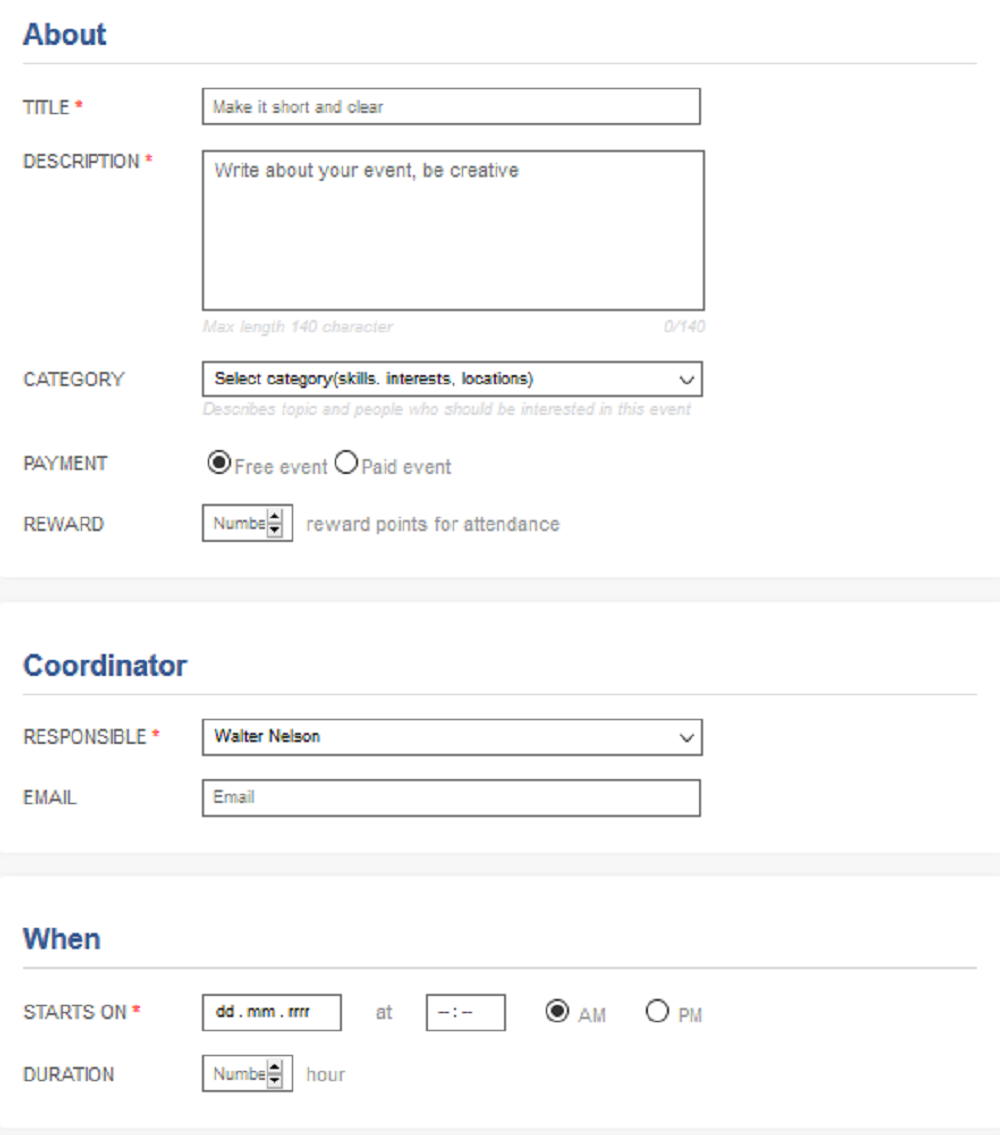 About
TITLE *
Make it short and clear
DESCRIPTION *
Write about your event, be creative
Max length 140 character 0/140
CATEGORY
Select category(skills. interests, locations)
Describes topic and people who should be interested in this event
PAYMENT
Free event Paid event
REWARD
Numbe reward points for attendance
Coordinator
RESPONSIBLE *
Walter Nelson
EMAIL
Email
When
STARTS ON *
dd . mm . rrrr at --:-- AM PM
DURATION
Numbe hour